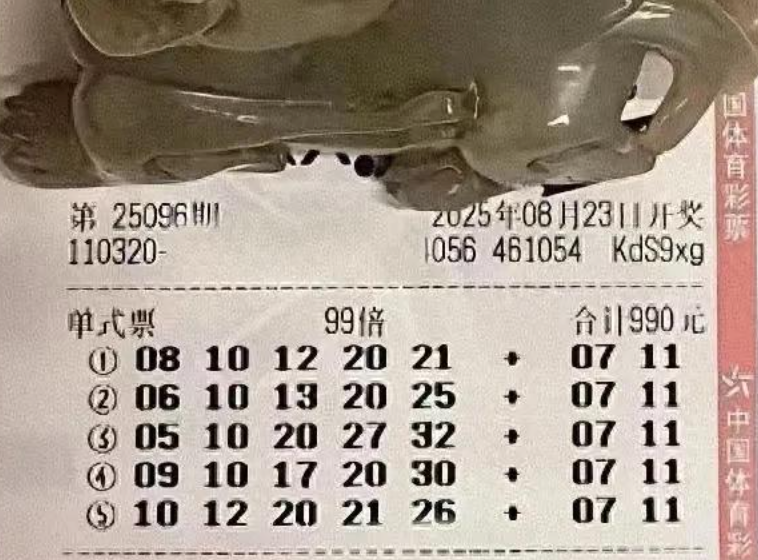 第 25096期 2025年08月23日开奖
110320- 1056 461054 KdS9xg
单式票 99倍 合计990元
① 08 10 12 20 21 + 07 11
② 06 10 13 20 25 + 07 11
③ 05 10 20 27 32 + 07 11
④ 09 10 17 20 30 + 07 11
⑤ 10 12 20 21 26 + 07 11
国体育彩票
中国体育彩